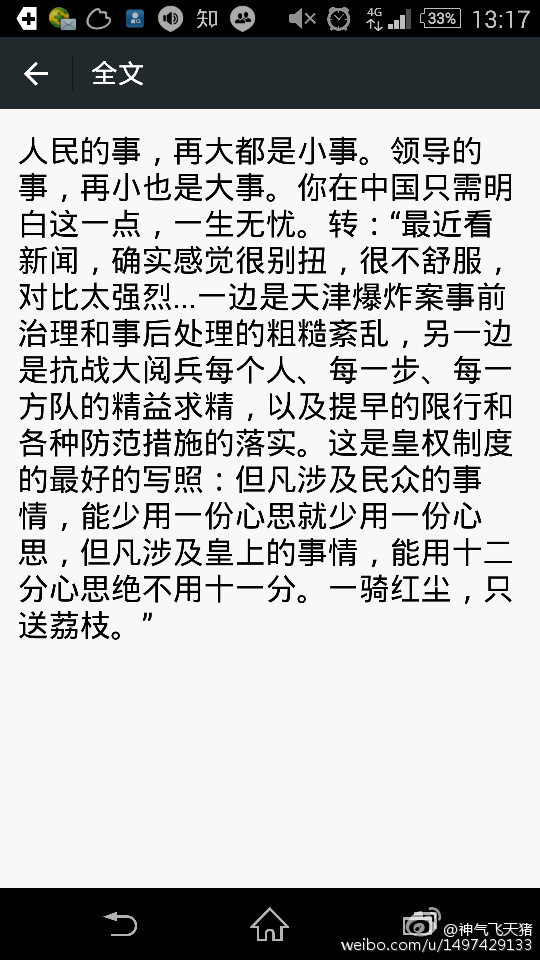 知
4G
33%
13:17
全文
人民的事，再大都是小事。领导的
事，再小也是大事。你在中国只需明
白这一点，一生无忧。转：“最近看
新闻，确实感觉很别扭，很不舒服，
对比太强烈...一边是天津爆炸案事前
治理和事后处理的粗糙紊乱，另一边
是抗战大阅兵每个人、每一步、每一
方队的精益求精，以及提早的限行和
各种防范措施的落实。这是皇权制度
的最好的写照：但凡涉及民众的事
情，能少用一份心思就少用一份心
思，但凡涉及皇上的事情，能用十二
分心思绝不用十一分。一骑红尘，只
送荔枝。”
@神气飞天猪
weibo.com/u/1497429133